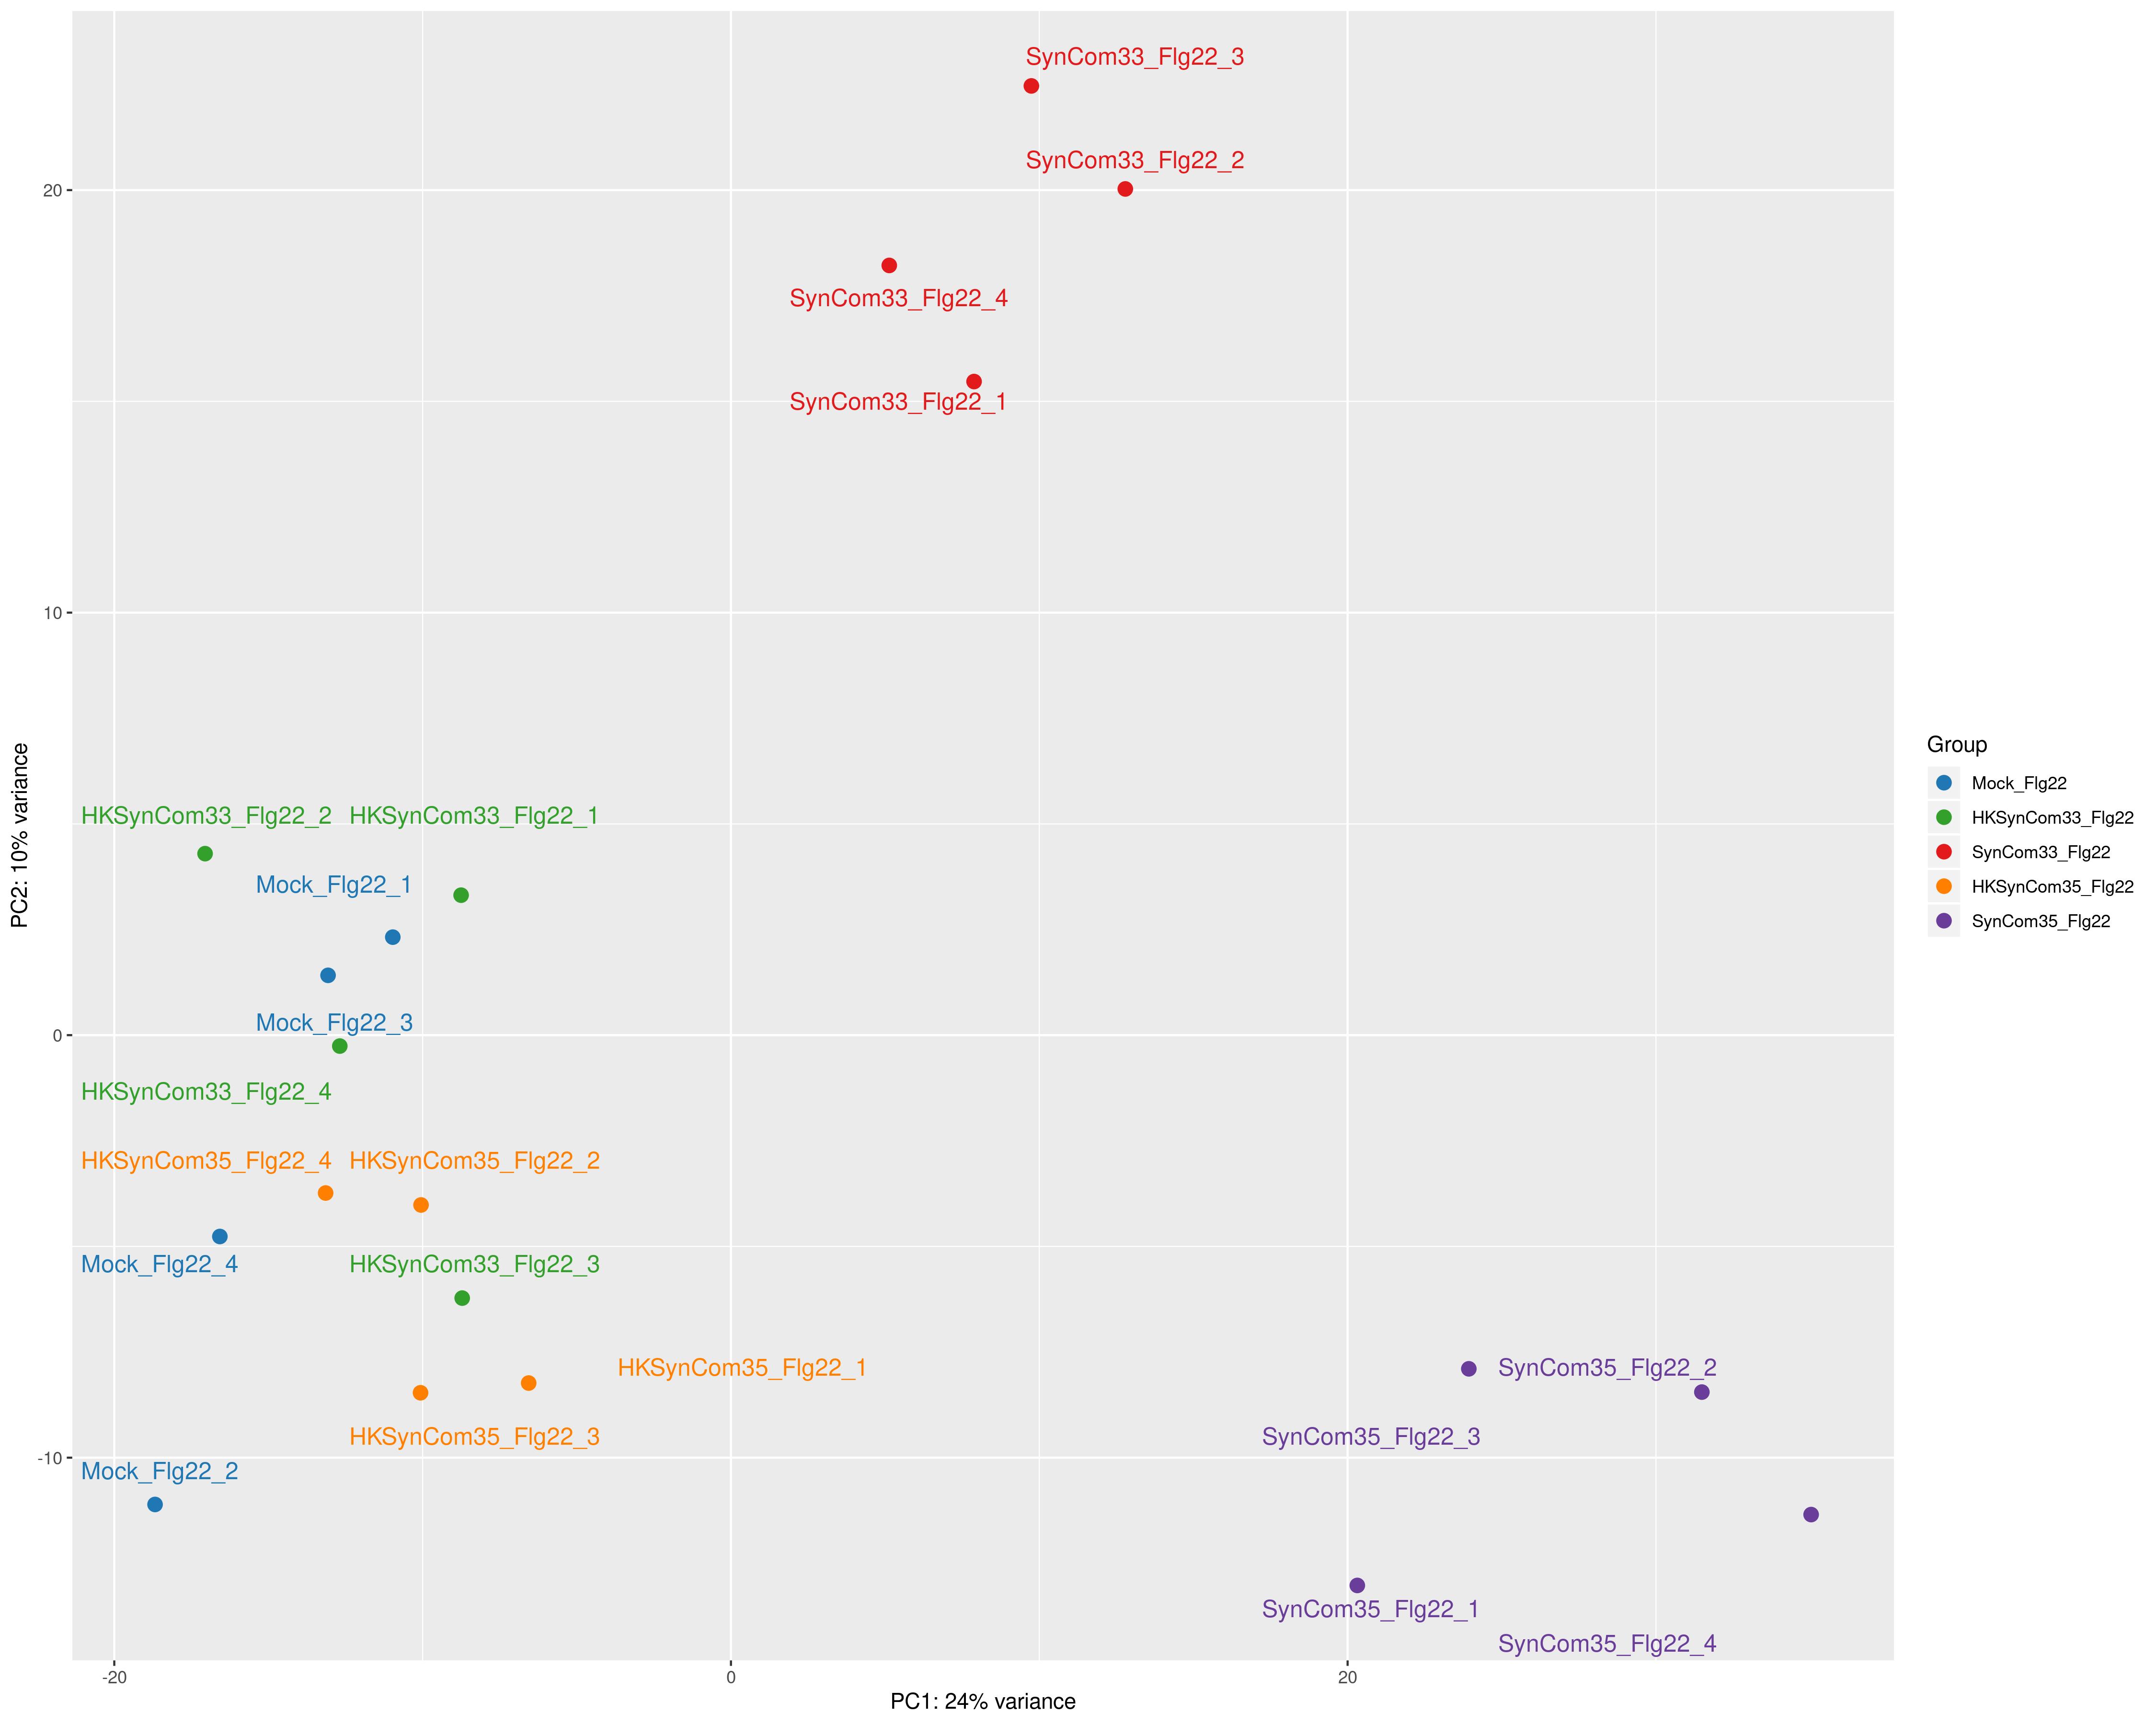 SynCom33_Flg22_3
SynCom33_Flg22_2
20
SynCom33_Flg22_4
SynCom33_Flg22_1
10
PC2: 10% variance
HKSynCom33_Flg22_2 HKSynCom33_Flg22_1
Mock_Flg22_1
Mock_Flg22_3
0
HKSynCom33_Flg22_4
HKSynCom35_Flg22_4 HKSynCom35_Flg22_2
Mock_Flg22_4 HKSynCom33_Flg22_3
HKSynCom35_Flg22_1 SynCom35_Flg22_2
HKSynCom35_Flg22_3 SynCom35_Flg22_3
-10
Mock_Flg22_2
SynCom35_Flg22_1
SynCom35_Flg22_4
-20 0 20
PC1: 24% variance
Group
Mock_Flg22
HKSynCom33_Flg22
SynCom33_Flg22
HKSynCom35_Flg22
SynCom35_Flg22